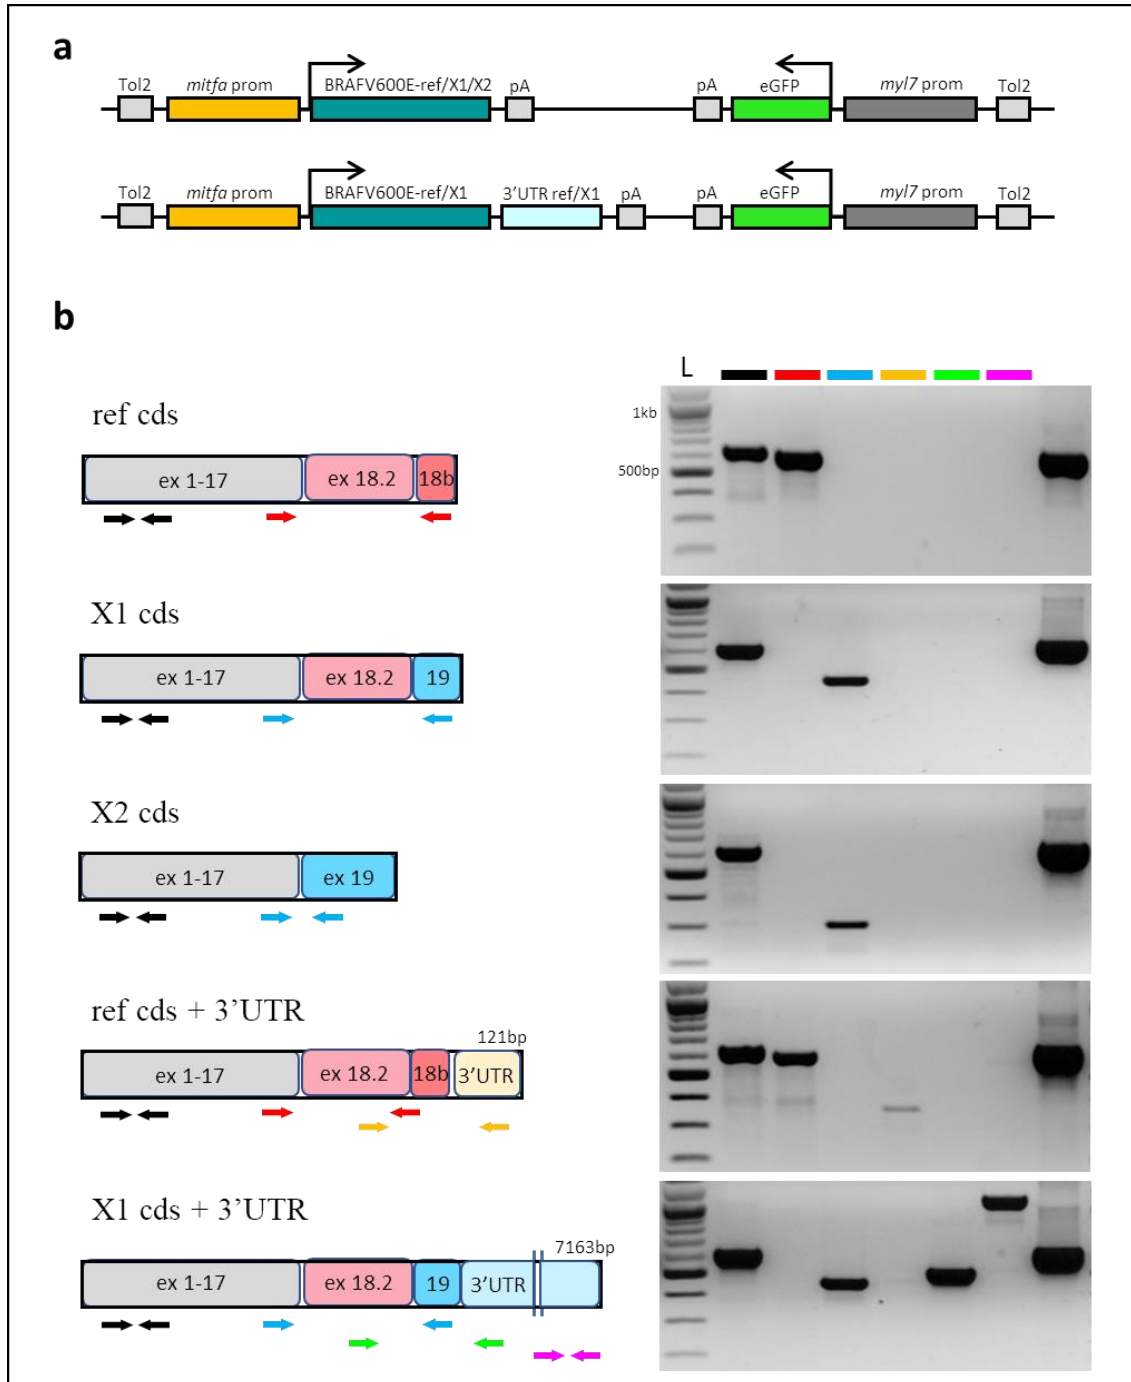 a
Tol2 mitfa prom BRAFV600E-ref/X1/X2 pA pA eGFP myl7 prom Tol2
Tol2 mitfa prom BRAFV600E-ref/X1 3'UTR ref/X1 pA pA eGFP myl7 prom Tol2
b
L
ref cds
1kb
500bp
ex 1-17 ex 18.2 18b
X1 cds
ex 1-17 ex 18.2 19
X2 cds
ex 1-17 ex 19
ref cds + 3'UTR
121bp
ex 1-17 ex 18.2 18b 3'UTR
X1 cds + 3'UTR
7163bp
ex 1-17 ex 18.2 19 3'UTR